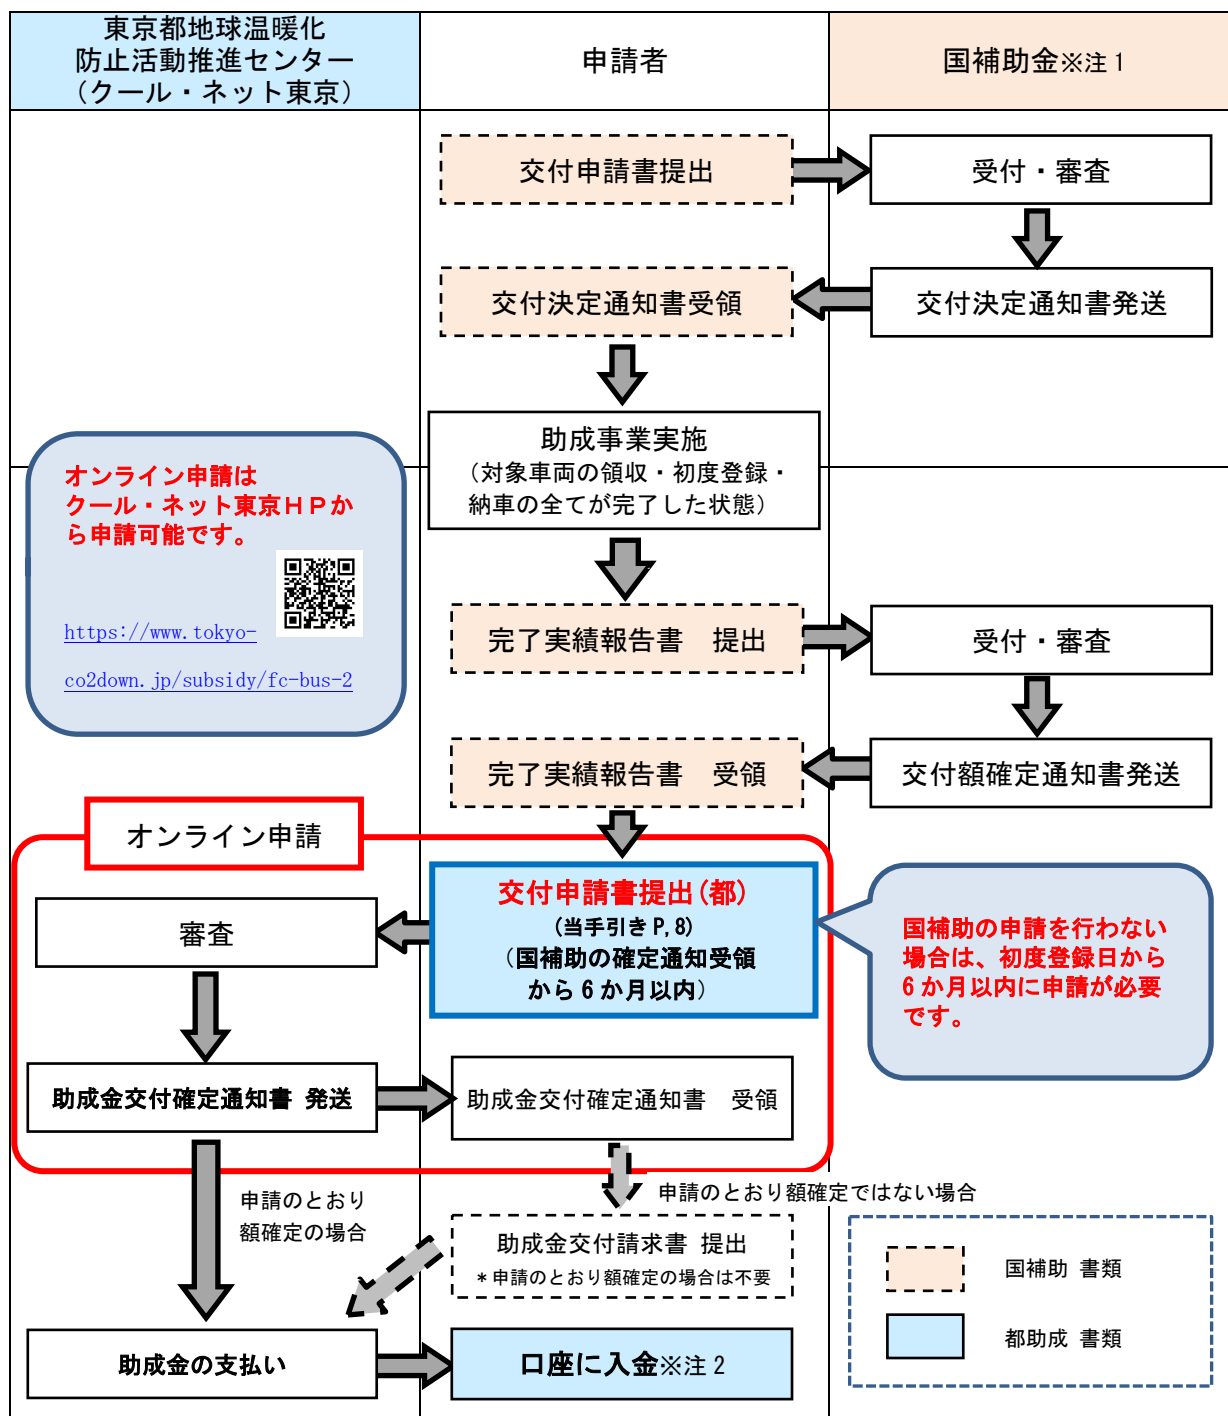 東京都地球温暖化
防止活動推進センター
（クール・ネット東京）
申請者
国補助金※注１
交付申請書提出
受付・審査
交付決定通知書受領
交付決定通知書発送
助成事業実施
（対象車両の領収・初度登録・
納車の全てが完了した状態）
オンライン申請は
クール・ネット東京ＨＰか
ら申請可能です。
https://www.tokyo-
co2down.jp/subsidy/fc-bus-2
完了実績報告書　提出
受付・審査
完了実績報告書　受領
交付額確定通知書発送
オンライン申請
交付申請書提出(都)
(当手引きP,8)
（国補助の確定通知受領
から６か月以内）
審査
国補助の申請を行わない
場合は、初度登録日から
６か月以内に申請が必要
です。
助成金交付確定通知書 発送
助成金交付確定通知書　受領
申請のとおり
額確定の場合
申請のとおり額確定ではない場合
助成金交付請求書 提出
＊申請のとおり額確定の場合は不要
国補助 書類
都助成 書類
助成金の支払い
口座に入金※注２